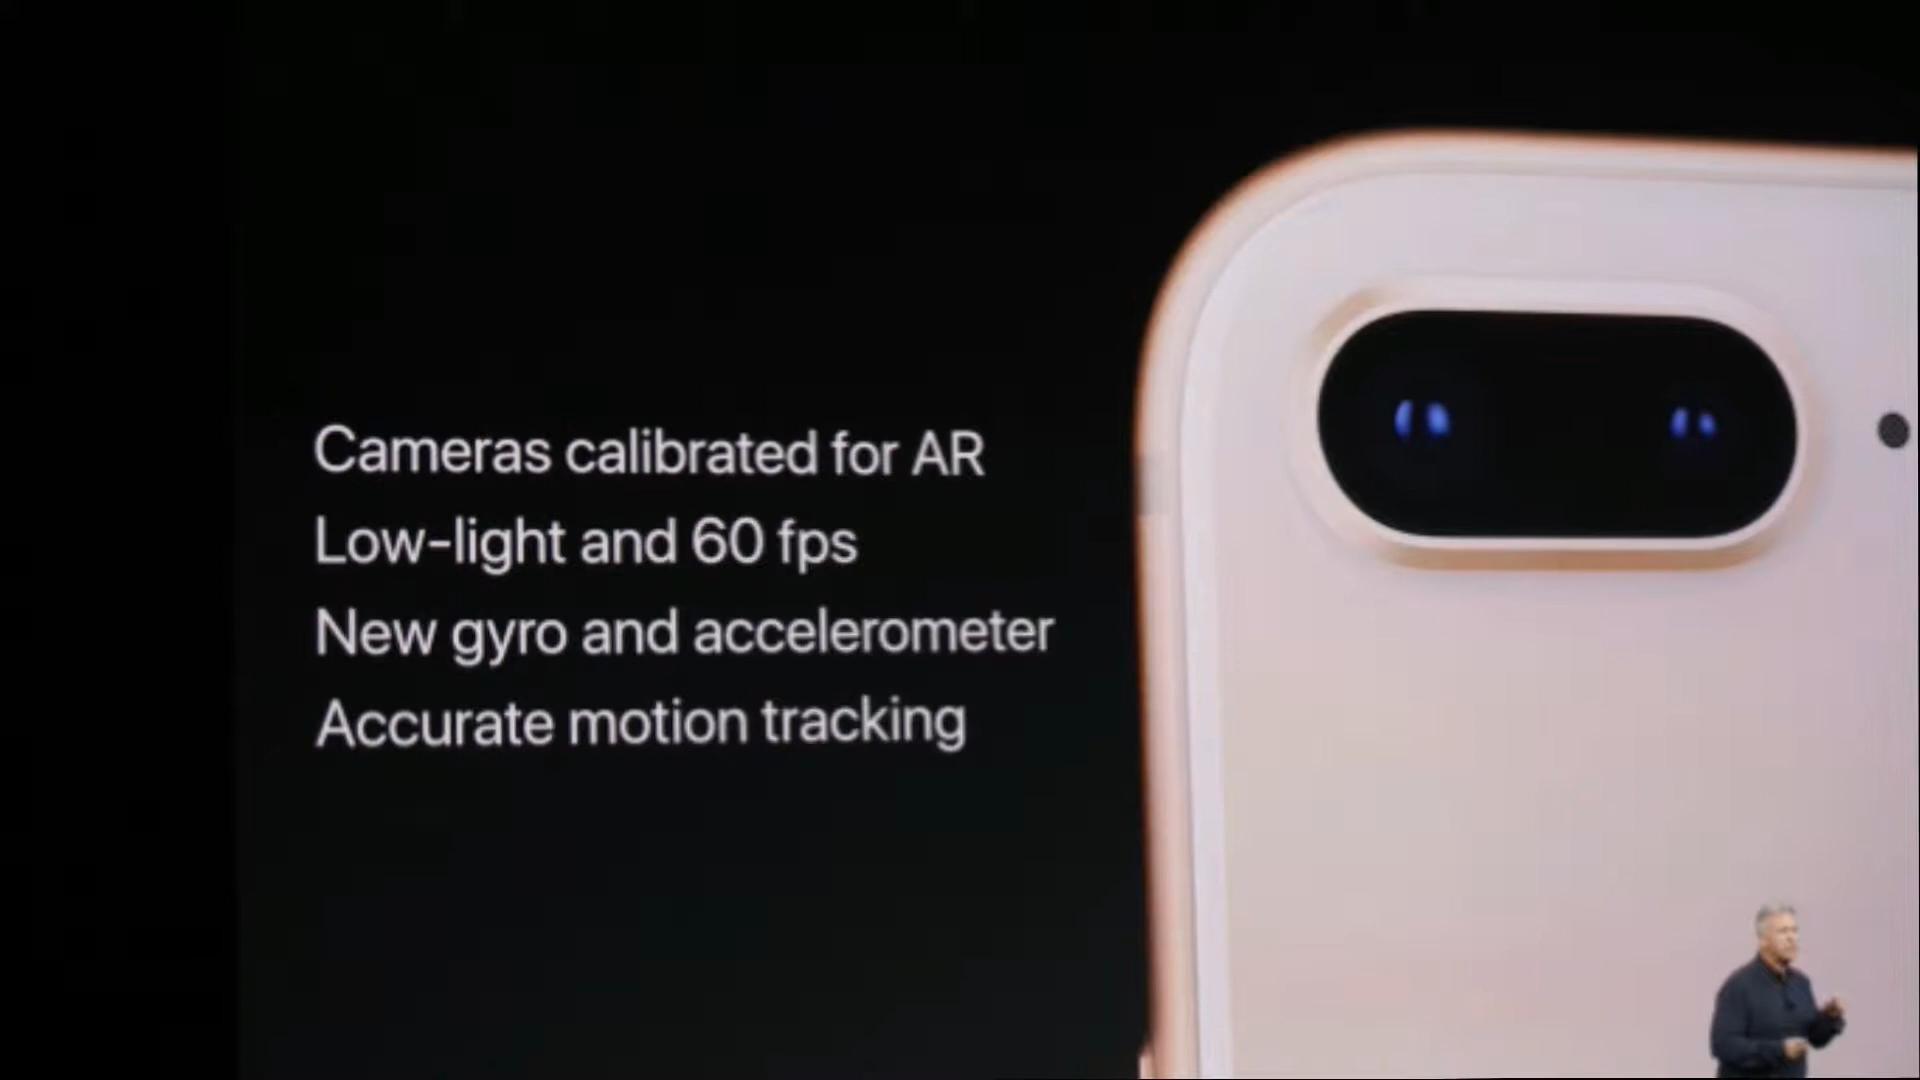 Cameras calibrated for AR
Low-light and 60 fps
New gyro and accelerometer
Accurate motion tracking